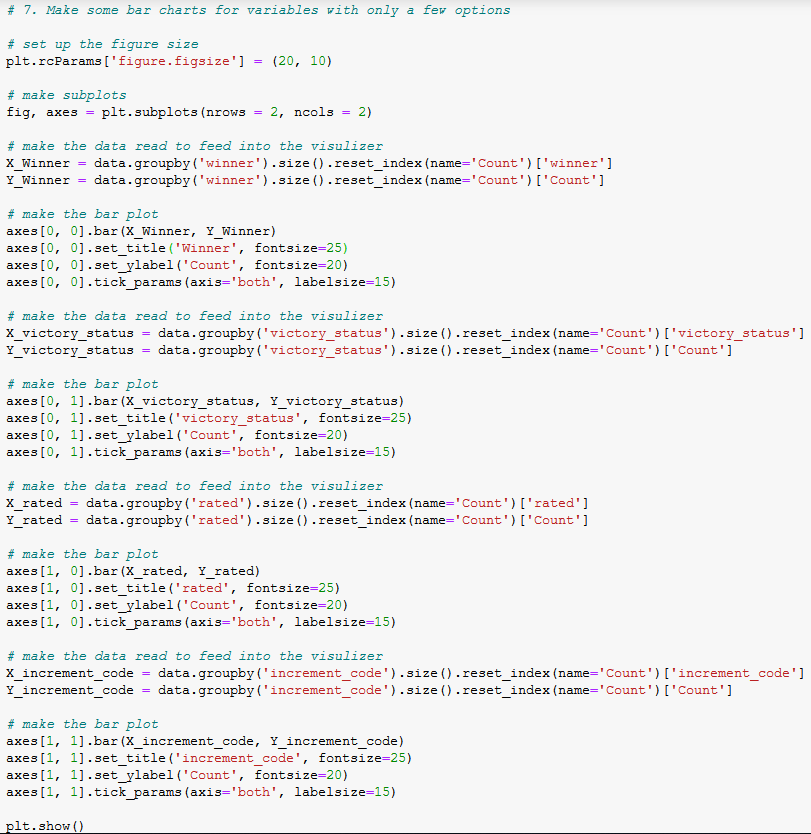 # 7. Make some bar charts for variables with only a few options
# set up the figure size
plt.rcParams['figure.figsize'] = (20, 10)
# make subplots
fig, axes = plt.subplots(nrows = 2, ncols = 2)
# make the data read to feed into the visulizer
X_Winner = data.groupby('winner').size().reset_index(name='Count')['winner']
Y_Winner = data.groupby('winner').size().reset_index(name='Count')['Count']
# make the bar plot
axes[0, 0].bar(X_Winner, Y_Winner)
axes[0, 0].set_title('Winner', fontsize=25)
axes[0, 0].set_ylabel('Count', fontsize=20)
axes[0, 0].tick_params(axis='both', labelsize=15)
# make the data read to feed into the visulizer
X_victory_status = data.groupby('victory_status').size().reset_index(name='Count')['victory_status']
Y_victory_status = data.groupby('victory_status').size().reset_index(name='Count')['Count']
# make the bar plot
axes[0, 1].bar(X_victory_status, Y_victory_status)
axes[0, 1].set_title('victory_status', fontsize=25)
axes[0, 1].set_ylabel('Count', fontsize=20)
axes[0, 1].tick_params(axis='both', labelsize=15)
# make the data read to feed into the visulizer
X_rated = data.groupby('rated').size().reset_index(name='Count')['rated']
Y_rated = data.groupby('rated').size().reset_index(name='Count')['Count']
# make the bar plot
axes[1, 0].bar(X_rated, Y_rated)
axes[1, 0].set_title('rated', fontsize=25)
axes[1, 0].set_ylabel('Count', fontsize=20)
axes[1, 0].tick_params(axis='both', labelsize=15)
# make the data read to feed into the visulizer
X_increment_code = data.groupby('increment_code').size().reset_index(name='Count')['increment_code']
Y_increment_code = data.groupby('increment_code').size().reset_index(name='Count')['Count']
# make the bar plot
axes[1, 1].bar(X_increment_code, Y_increment_code)
axes[1, 1].set_title('increment_code', fontsize=25)
axes[1, 1].set_ylabel('Count', fontsize=20)
axes[1, 1].tick_params(axis='both', labelsize=15)
plt.show()